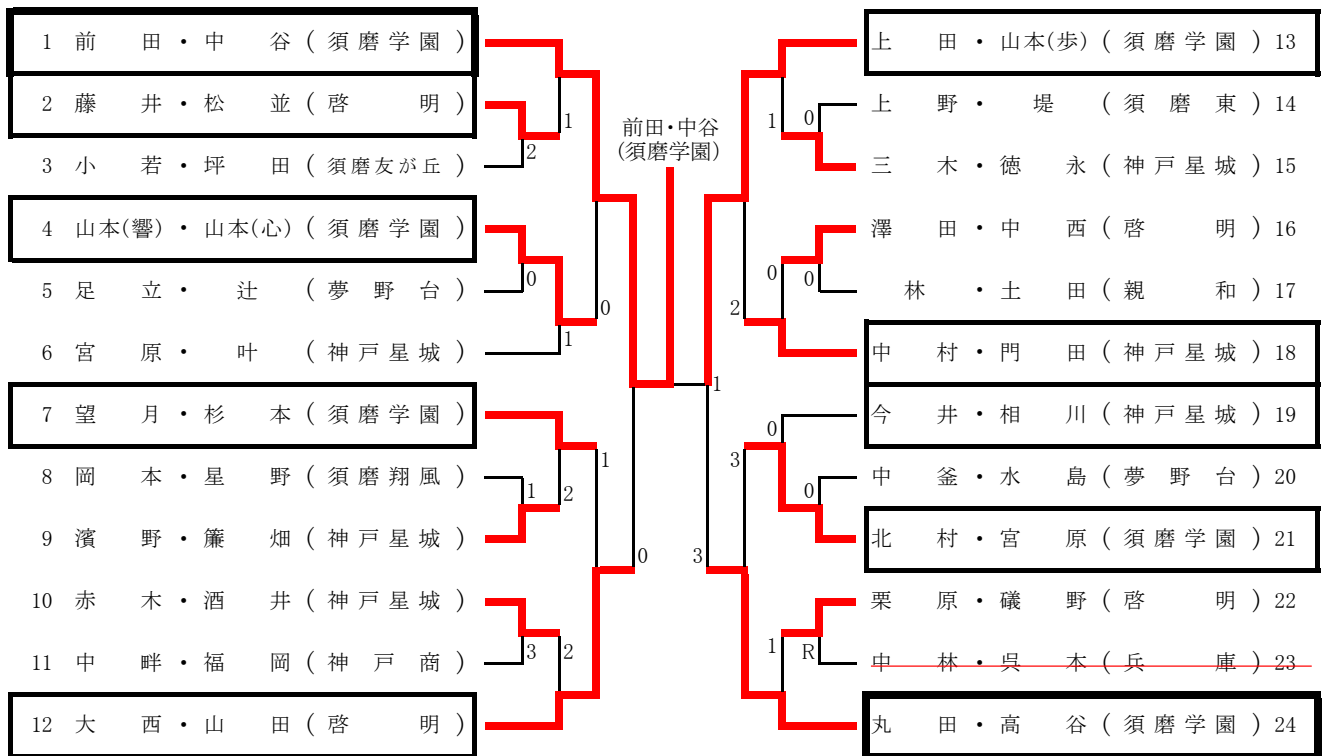 1 前田・中谷(須磨学園)
2 藤井・松並(啓明)
3 小若・坪田(須磨友が丘)
4 山本(響)・山本(心)(須磨学園)
5 足立・辻(夢野台)
6 宮原・叶(神戸星城)
7 望月・杉本(須磨学園)
8 岡本・星野(須磨翔風)
9 濱野・簾畑(神戸星城)
10 赤木・酒井(神戸星城)
11 中畔・福岡(神戸商)
12 大西・山田(啓明)
1
2
0
1
0
1
2
1
3
2
0
0
前田・中谷
(須磨学園)
1
1
0
0
0
2
0
0
3
3
1
R
上田・山本(歩)(須磨学園) 13
上野・堤(須磨東) 14
三木・徳永(神戸星城) 15
澤田・中西(啓明) 16
林・土田(親和) 17
中村・門田(神戸星城) 18
今井・相川(神戸星城) 19
中釜・水島(夢野台) 20
北村・宮原(須磨学園) 21
栗原・礒野(啓明) 22
中林・呉本(兵庫) 23
丸田・高谷(須磨学園) 24